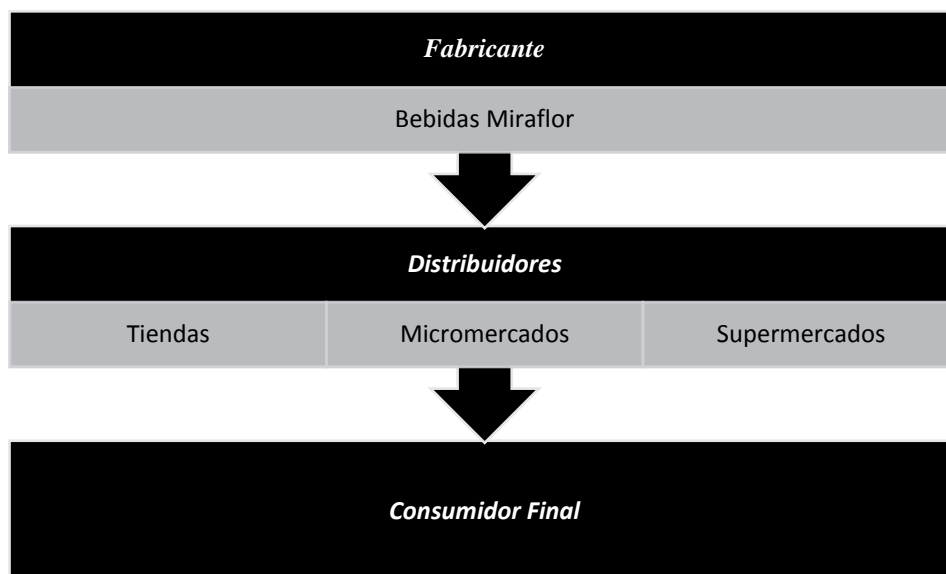 Fabricante
Bebidas Miraflor
Distribuidores
Tiendas Micromercados Supermercados
Consumidor Final